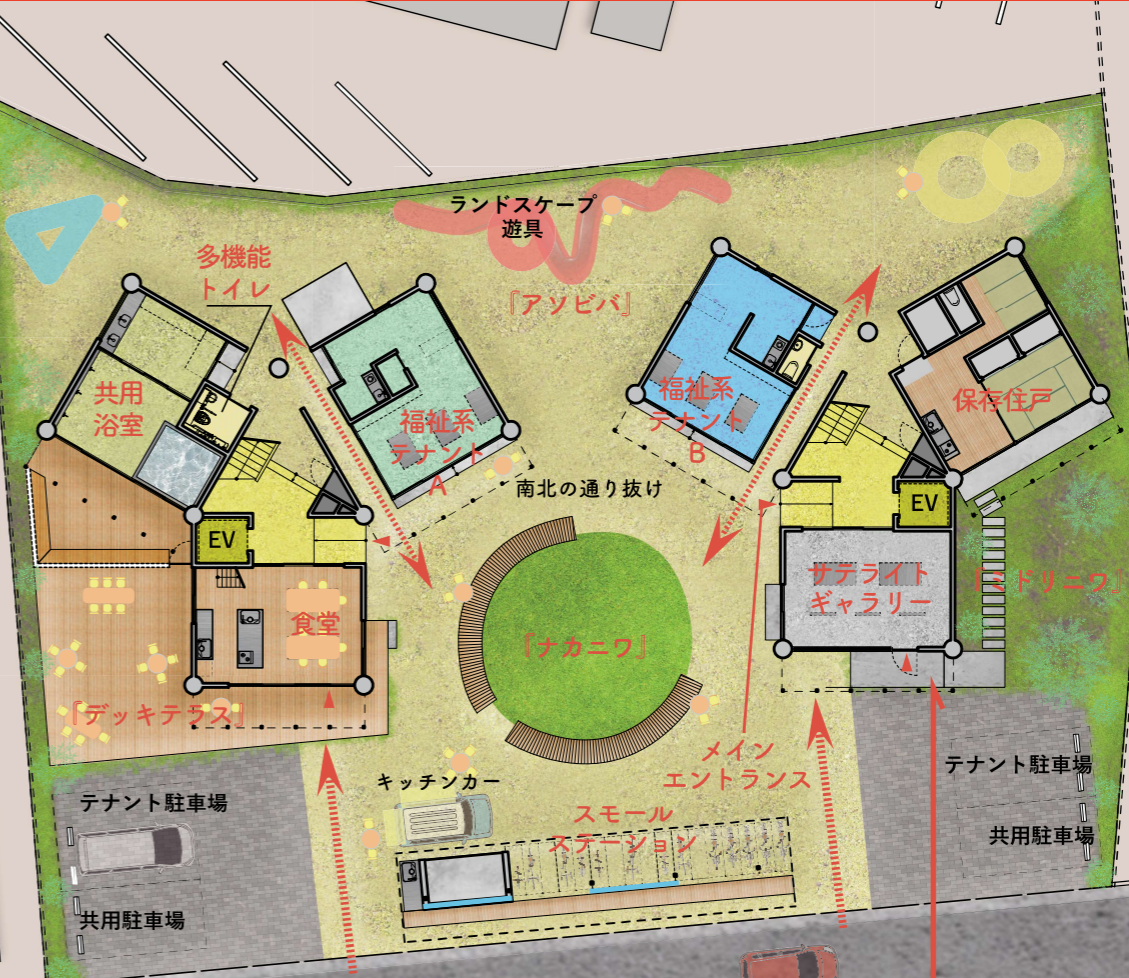 ランドスケープ
遊具
多機能
トイレ
『アソビバ』
共用
浴室
福祉系
テナント
A
福祉系
テナント
B
保存住戸
南北の通り抜け
EV
EV
サテライト
ギャラリー
『ミドリニワ』
食堂
『ナカニワ』
『デッキテラス』
メイン
エントランス
キッチンカー
テナント駐車場
テナント駐車場
スモール
ステーション
共用駐車場
共用駐車場